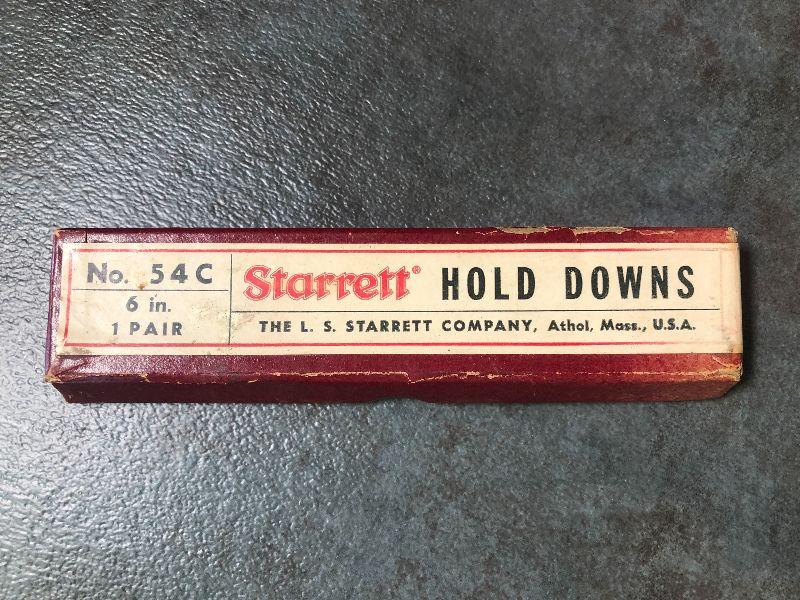 No. 54C
6 in.
1 PAIR
Starrett® HOLD DOWNS
THE L. S. STARRETT COMPANY, Athol, Mass., U.S.A.